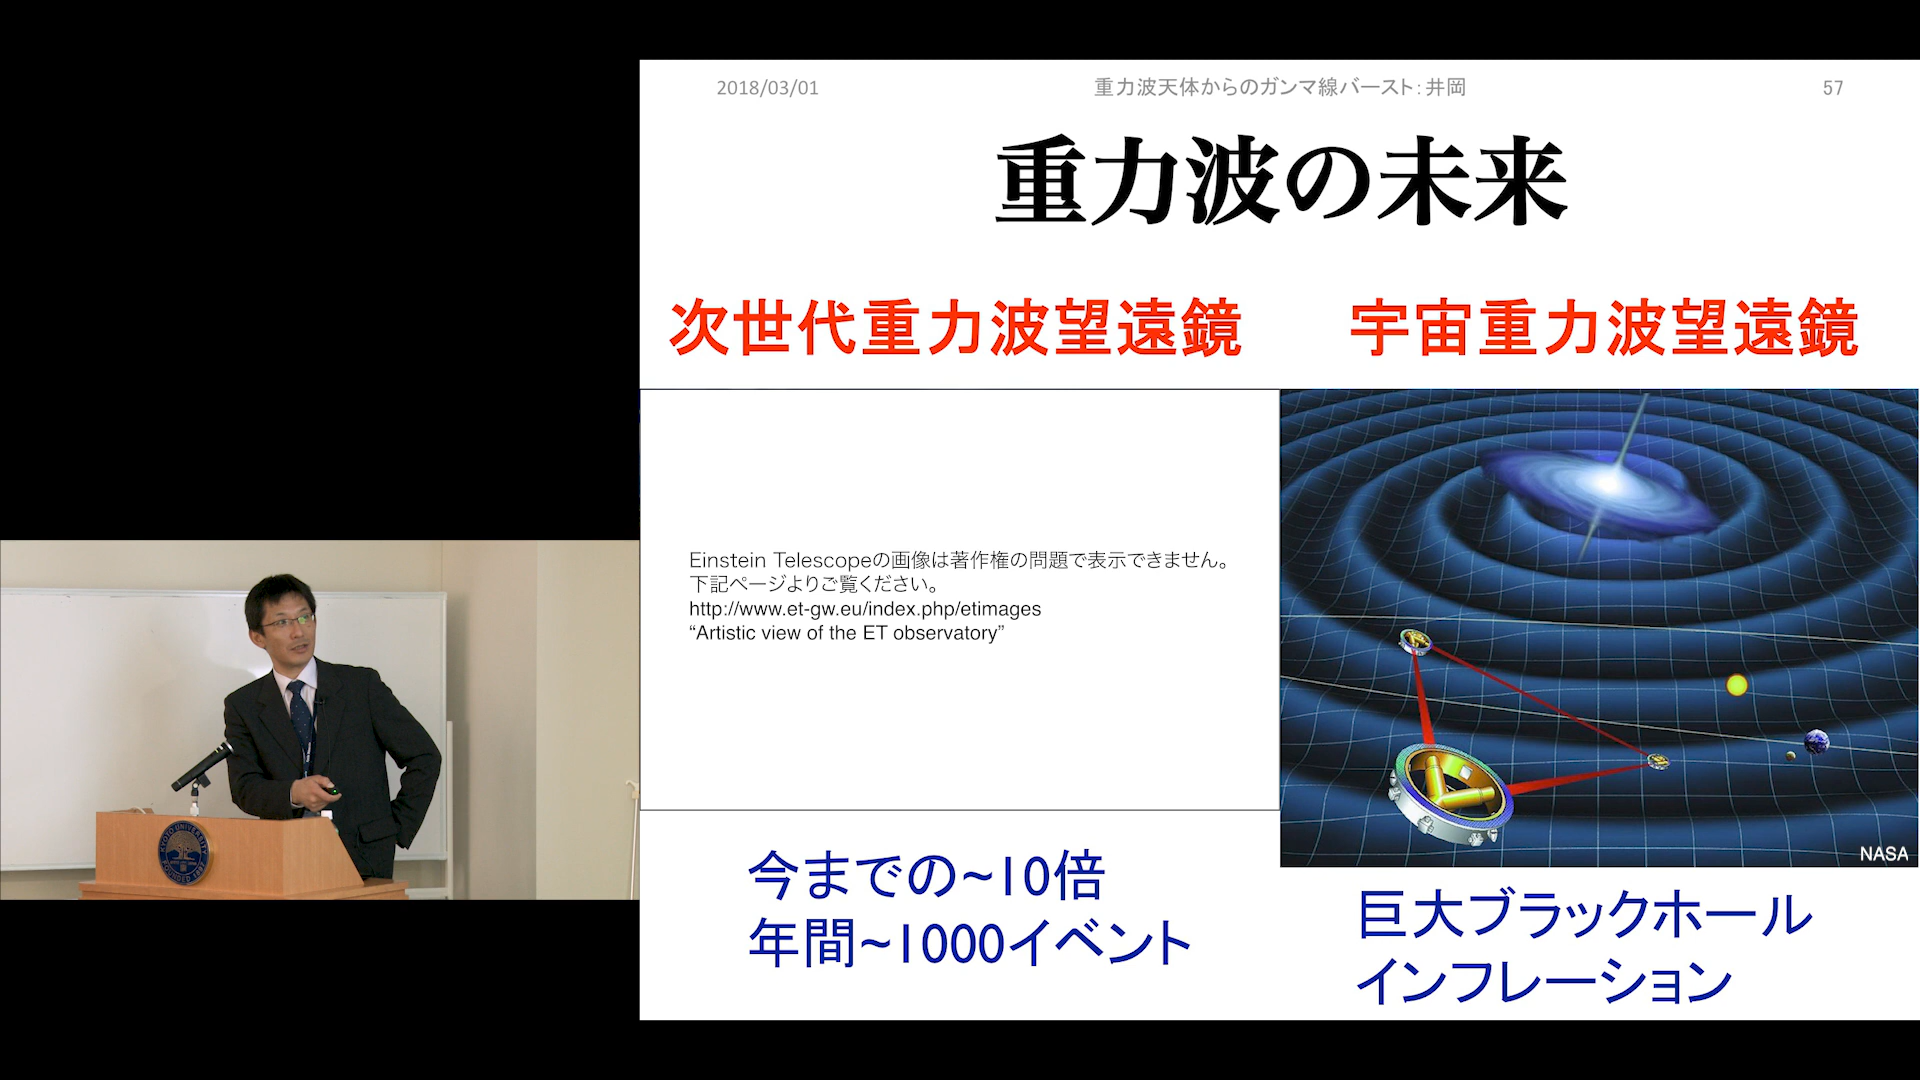 2018/03/01
重力波天体からのガンマ線バースト：井岡
57
重力波の未来
次世代重力波望遠鏡
宇宙重力波望遠鏡
Einstein Telescopeの画像は著作権の問題で表示できません。
下記ページよりご覧ください。
http://www.et-gw.eu/index.php/etimages
“Artistic view of the ET observatory”
NASA
今までの~10倍
年間~1000イベント
巨大ブラックホール
インフレーション
KYOTO UNIVERSITY
FOUNDED 1897